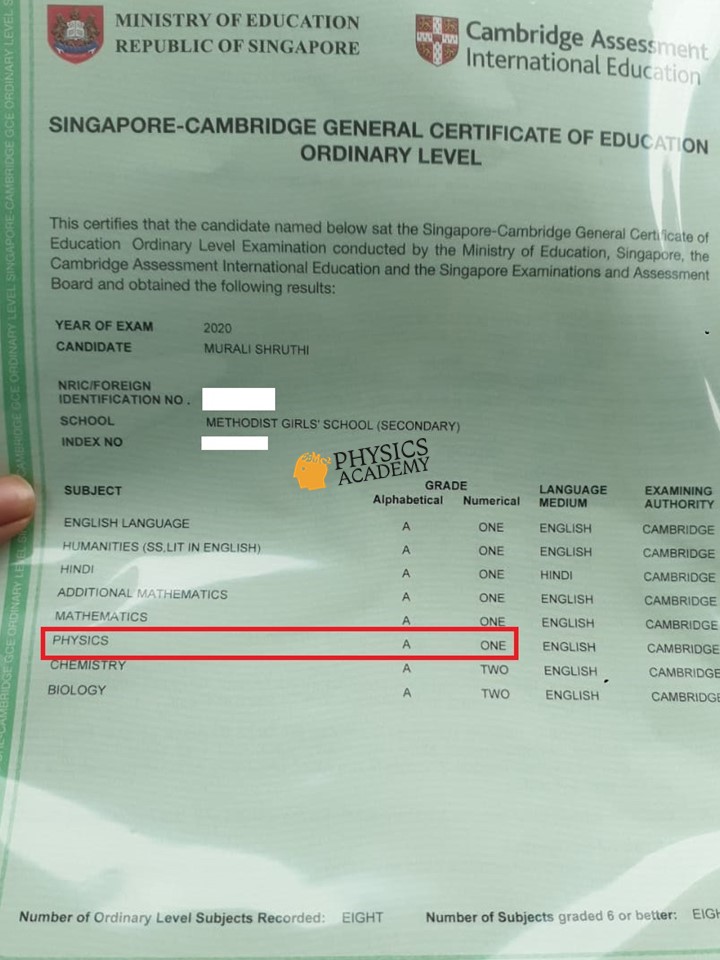 MINISTRY OF EDUCATION
REPUBLIC OF SINGAPORE
Cambridge Assessment
International Education
SINGAPORE-CAMBRIDGE GENERAL CERTIFICATE OF EDUCATION
ORDINARY LEVEL
This certifies that the candidate named below sat the Singapore-Cambridge General Certificate of
Education Ordinary Level Examination conducted by the Ministry of Education, Singapore, the
Cambridge Assessment International Education and the Singapore Examinations and Assessment
Board and obtained the following results:
YEAR OF EXAM 2020
CANDIDATE MURALI SHRUTHI
NRIC/FOREIGN
IDENTIFICATION NO.
SCHOOL METHODIST GIRLS' SCHOOL (SECONDARY)
INDEX NO
PHYSICS
ACADEMY
SUBJECT GRADE LANGUAGE EXAMINING
Alphabetical Numerical MEDIUM AUTHORITY
ENGLISH LANGUAGE A ONE ENGLISH CAMBRIDGE
HUMANITIES (SS,LIT IN ENGLISH) A ONE ENGLISH CAMBRIDGE
HINDI A ONE HINDI CAMBRIDGE
ADDITIONAL MATHEMATICS A ONE ENGLISH CAMBRIDGE
MATHEMATICS A ONE ENGLISH CAMBRIDGE
PHYSICS A ONE ENGLISH CAMBRIDGE
CHEMISTRY A TWO ENGLISH CAMBRIDGE
BIOLOGY A TWO ENGLISH CAMBRIDGE
Number of Ordinary Level Subjects Recorded: EIGHT Number of Subjects graded 6 or better: